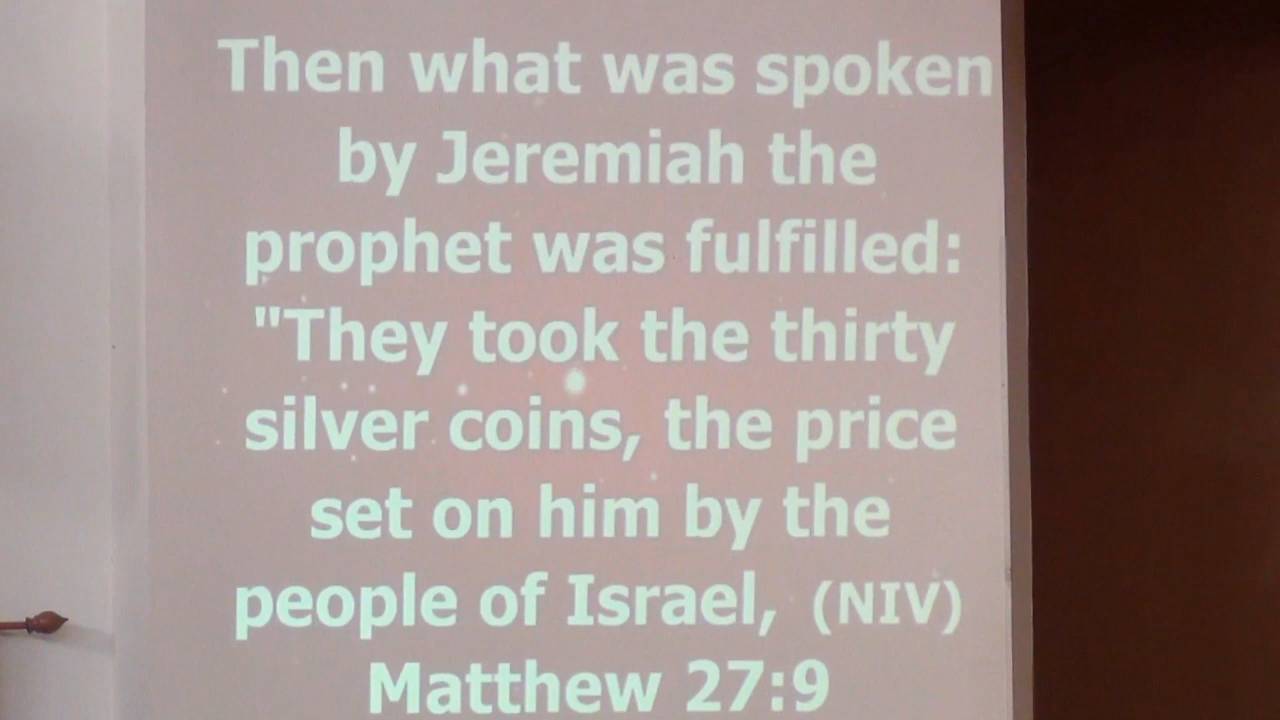 Then what was spoken
by Jeremiah the
prophet was fulfilled:
"They took the thirty
silver coins, the price
set on him by the
people of Israel, (NIV)
Matthew 27:9